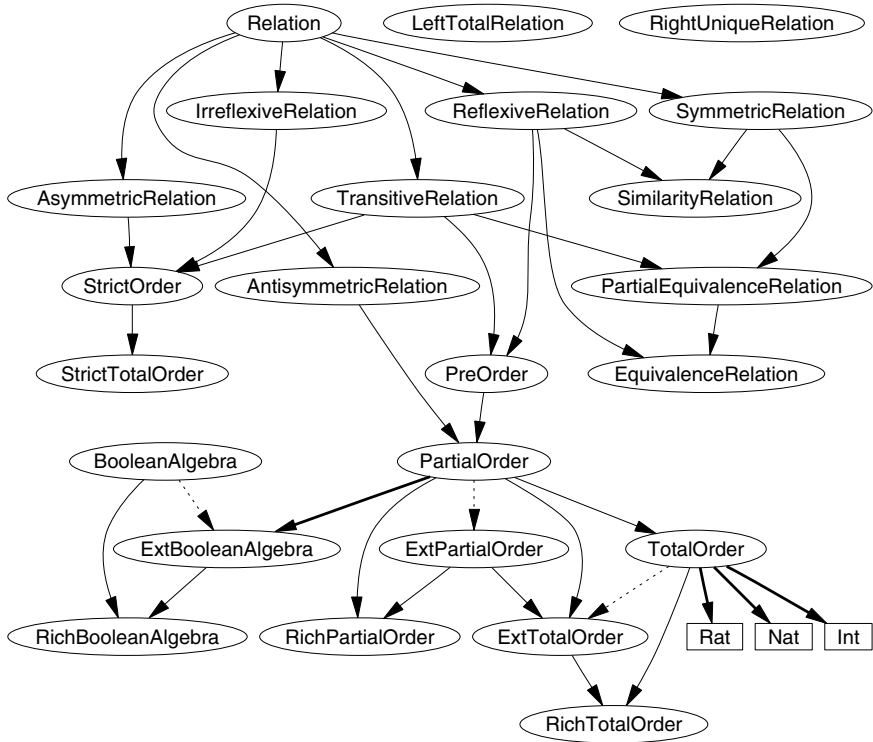 Relation
LeftTotalRelation
RightUniqueRelation
IrreflexiveRelation
ReflexiveRelation
SymmetricRelation
AsymmetricRelation
TransitiveRelation
SimilarityRelation
StrictOrder
AntisymmetricRelation
PartialEquivalenceRelation
StrictTotalOrder
PreOrder
EquivalenceRelation
BooleanAlgebra
PartialOrder
ExtBooleanAlgebra
ExtPartialOrder
TotalOrder
RichBooleanAlgebra
RichPartialOrder
ExtTotalOrder
Rat
Nat
Int
RichTotalOrder